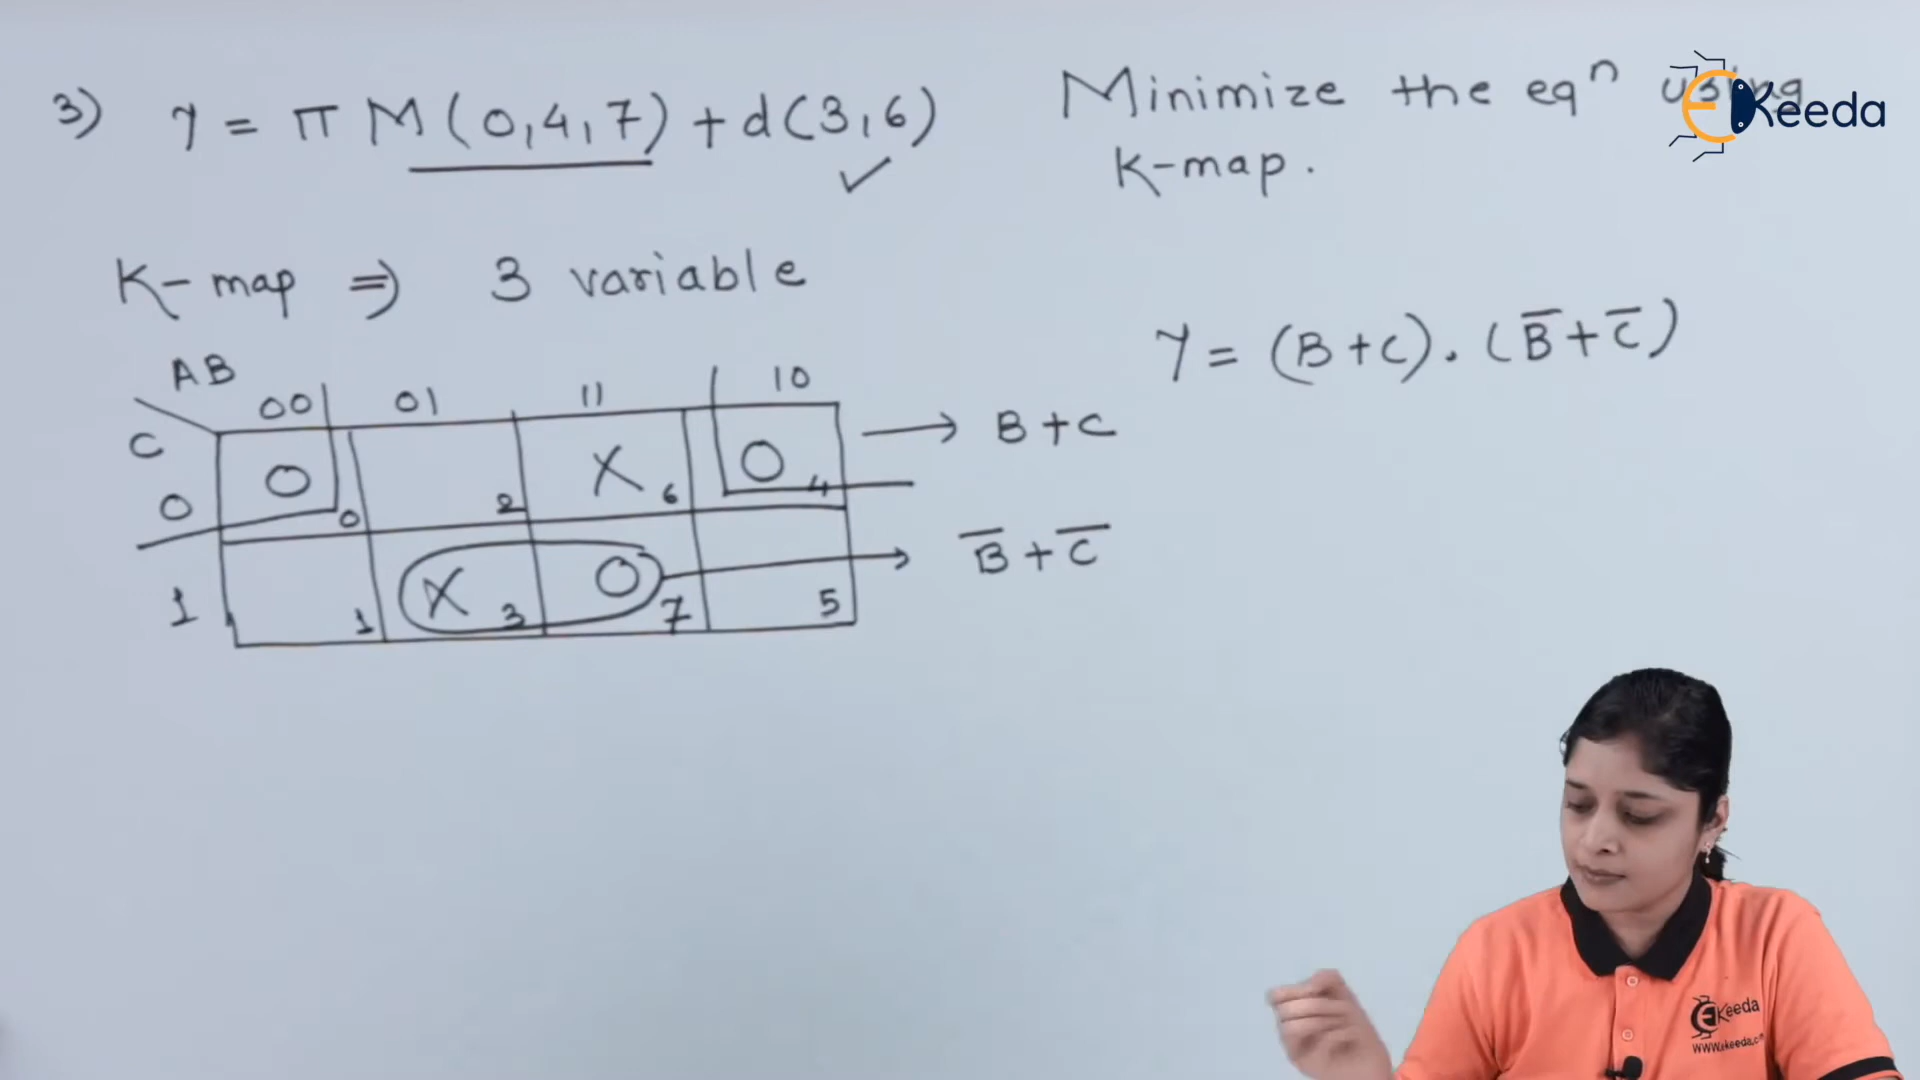 3) Y = π M (0,4,7) + d(3,6)
Minimize the eqⁿ using
K-map.
EKeeda
K-map ⇒ 3 variable
Y = (B+C).(B̅+C̅)
AB
C
00 01 11 10
0 O X O → B+C
0 2 6 4
1 X O → B̅+C̅
1 3 7 5
EKeeda